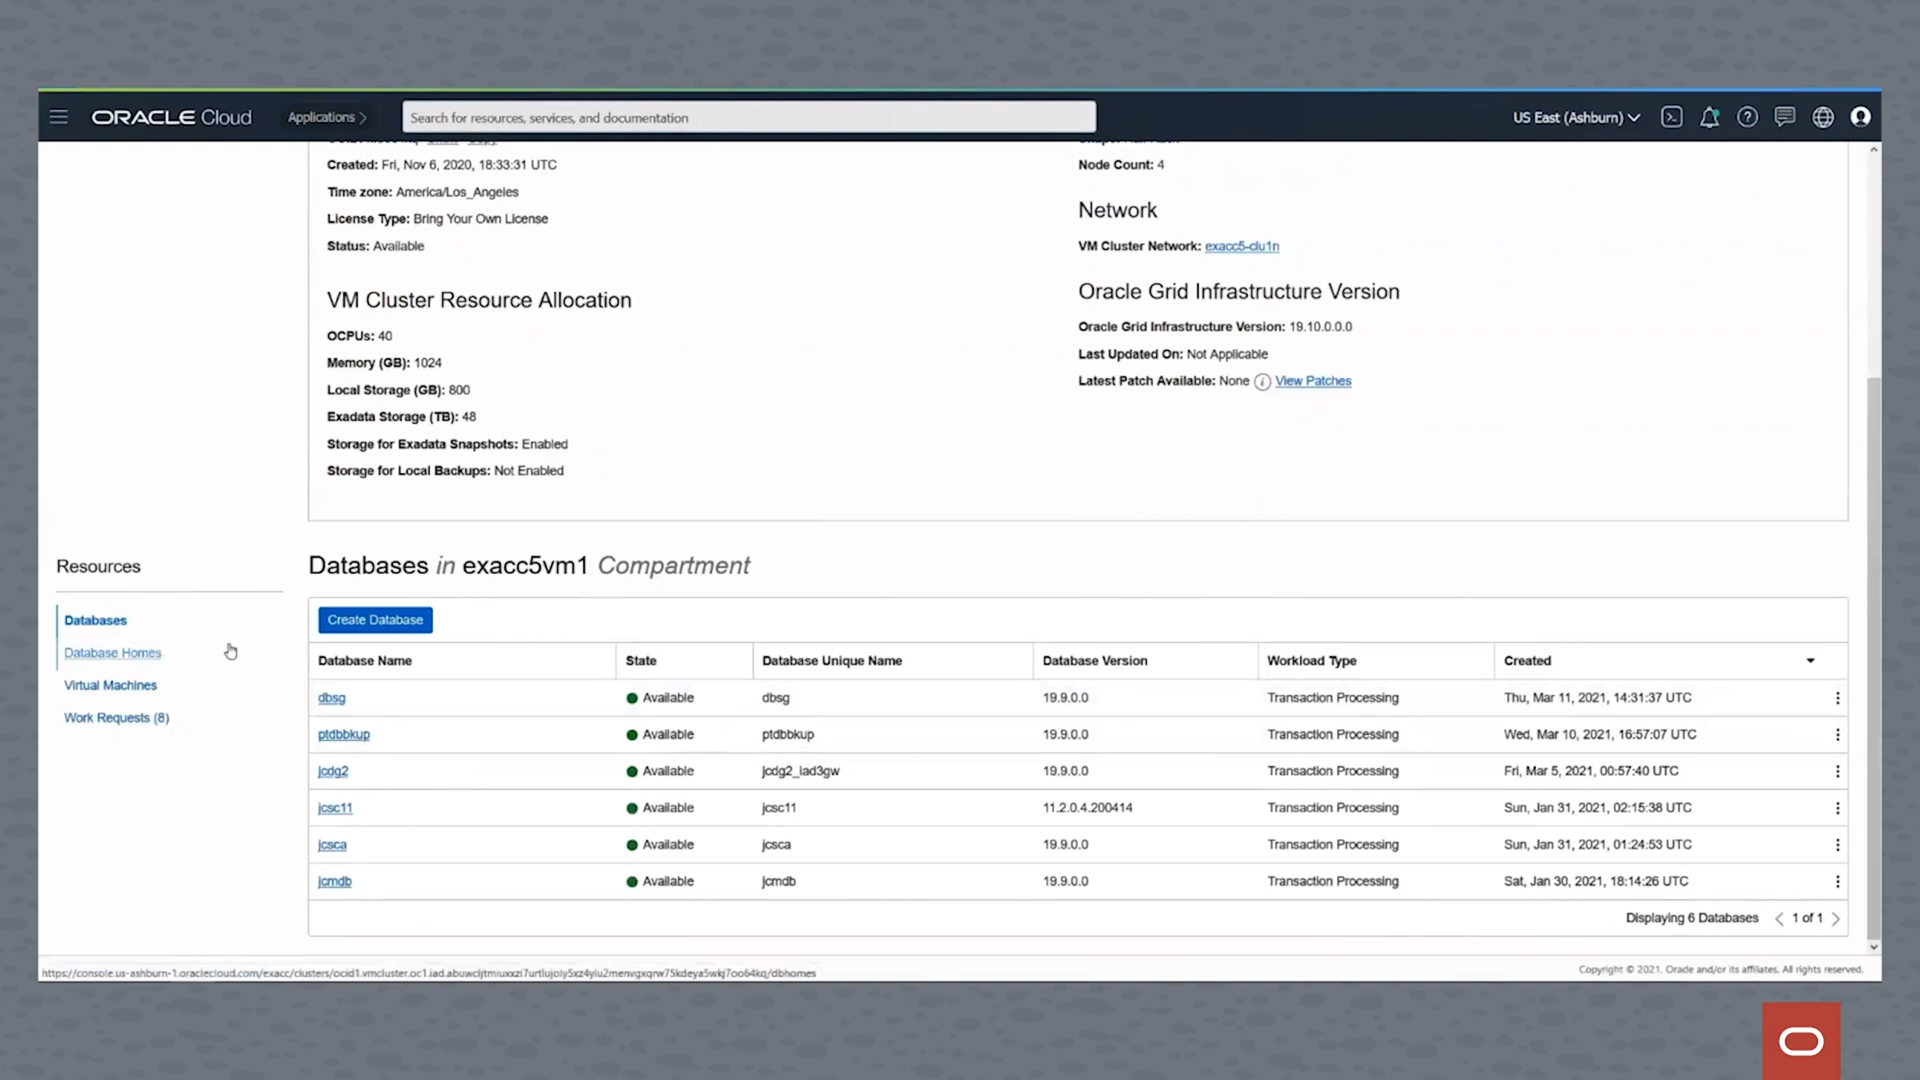 ORACLE Cloud
Applications
Search for resources, services, and documentation
US East (Ashburn)
Created: Fri, Nov 6, 2020, 18:33:31 UTC
Time zone: America/Los_Angeles
License Type: Bring Your Own License
Status: Available
VM Cluster Resource Allocation
OCPUs: 40
Memory (GB): 1024
Local Storage (GB): 800
Exadata Storage (TB): 48
Storage for Exadata Snapshots: Enabled
Storage for Local Backups: Not Enabled
Node Count: 4
Network
VM Cluster Network: exacc5-clu1n
Oracle Grid Infrastructure Version
Oracle Grid Infrastructure Version: 19.10.0.0.0
Last Updated On: Not Applicable
Latest Patch Available: None i View Patches
Resources
Databases
Database Homes
Virtual Machines
Work Requests (8)
Databases in exacc5vm1 Compartment
Create Database
Database Name State Database Unique Name Database Version Workload Type Created
dbsg Available dbsg 19.9.0.0 Transaction Processing Thu, Mar 11, 2021, 14:31:37 UTC
ptdbbkup Available ptdbbkup 19.9.0.0 Transaction Processing Wed, Mar 10, 2021, 16:57:07 UTC
jcdg2 Available jcdg2_iad3gw 19.9.0.0 Transaction Processing Fri, Mar 5, 2021, 00:57:40 UTC
jcsc11 Available jcsc11 11.2.0.4.200414 Transaction Processing Sun, Jan 31, 2021, 02:15:38 UTC
jcsca Available jcsca 19.9.0.0 Transaction Processing Sun, Jan 31, 2021, 01:24:53 UTC
jcmdb Available jcmdb 19.9.0.0 Transaction Processing Sat, Jan 30, 2021, 18:14:26 UTC
Displaying 6 Databases 1 of 1
Copyright © 2021, Oracle and/or its affiliates. All rights reserved.